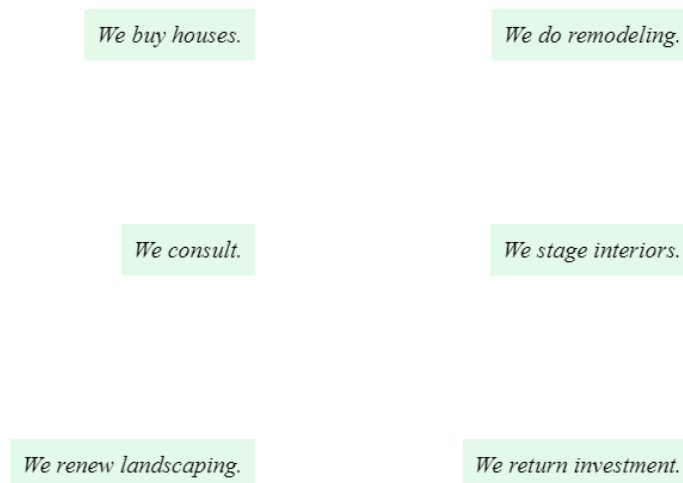 We buy houses.
We do remodeling.
We consult.
We stage interiors.
We renew landscaping.
We return investment.